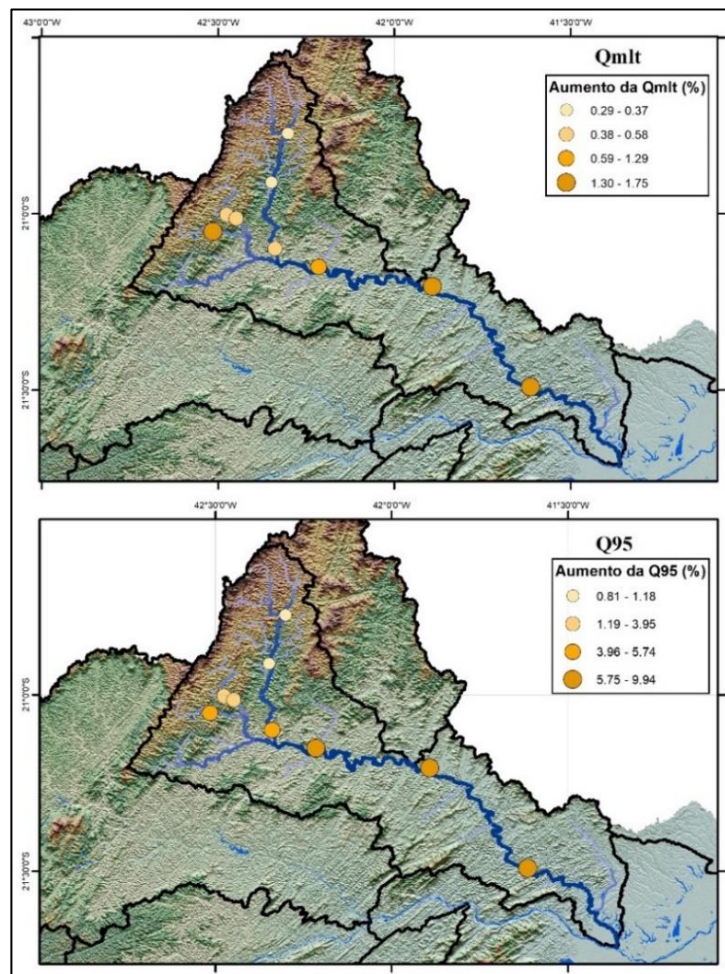 43°0'0"W 42°30'0"W 42°0'0"W 41°30'0"W
Qmlt
Aumento da Qmlt (%)
0.29 - 0.37
0.38 - 0.58
0.59 - 1.29
1.30 - 1.75
21°0'0"S
21°30'0"S
42°30'0"W 42°0'0"W 41°30'0"W
Q95
Aumento da Q95 (%)
0.81 - 1.18
1.19 - 3.95
3.96 - 5.74
5.75 - 9.94
21°0'0"S
21°30'0"S